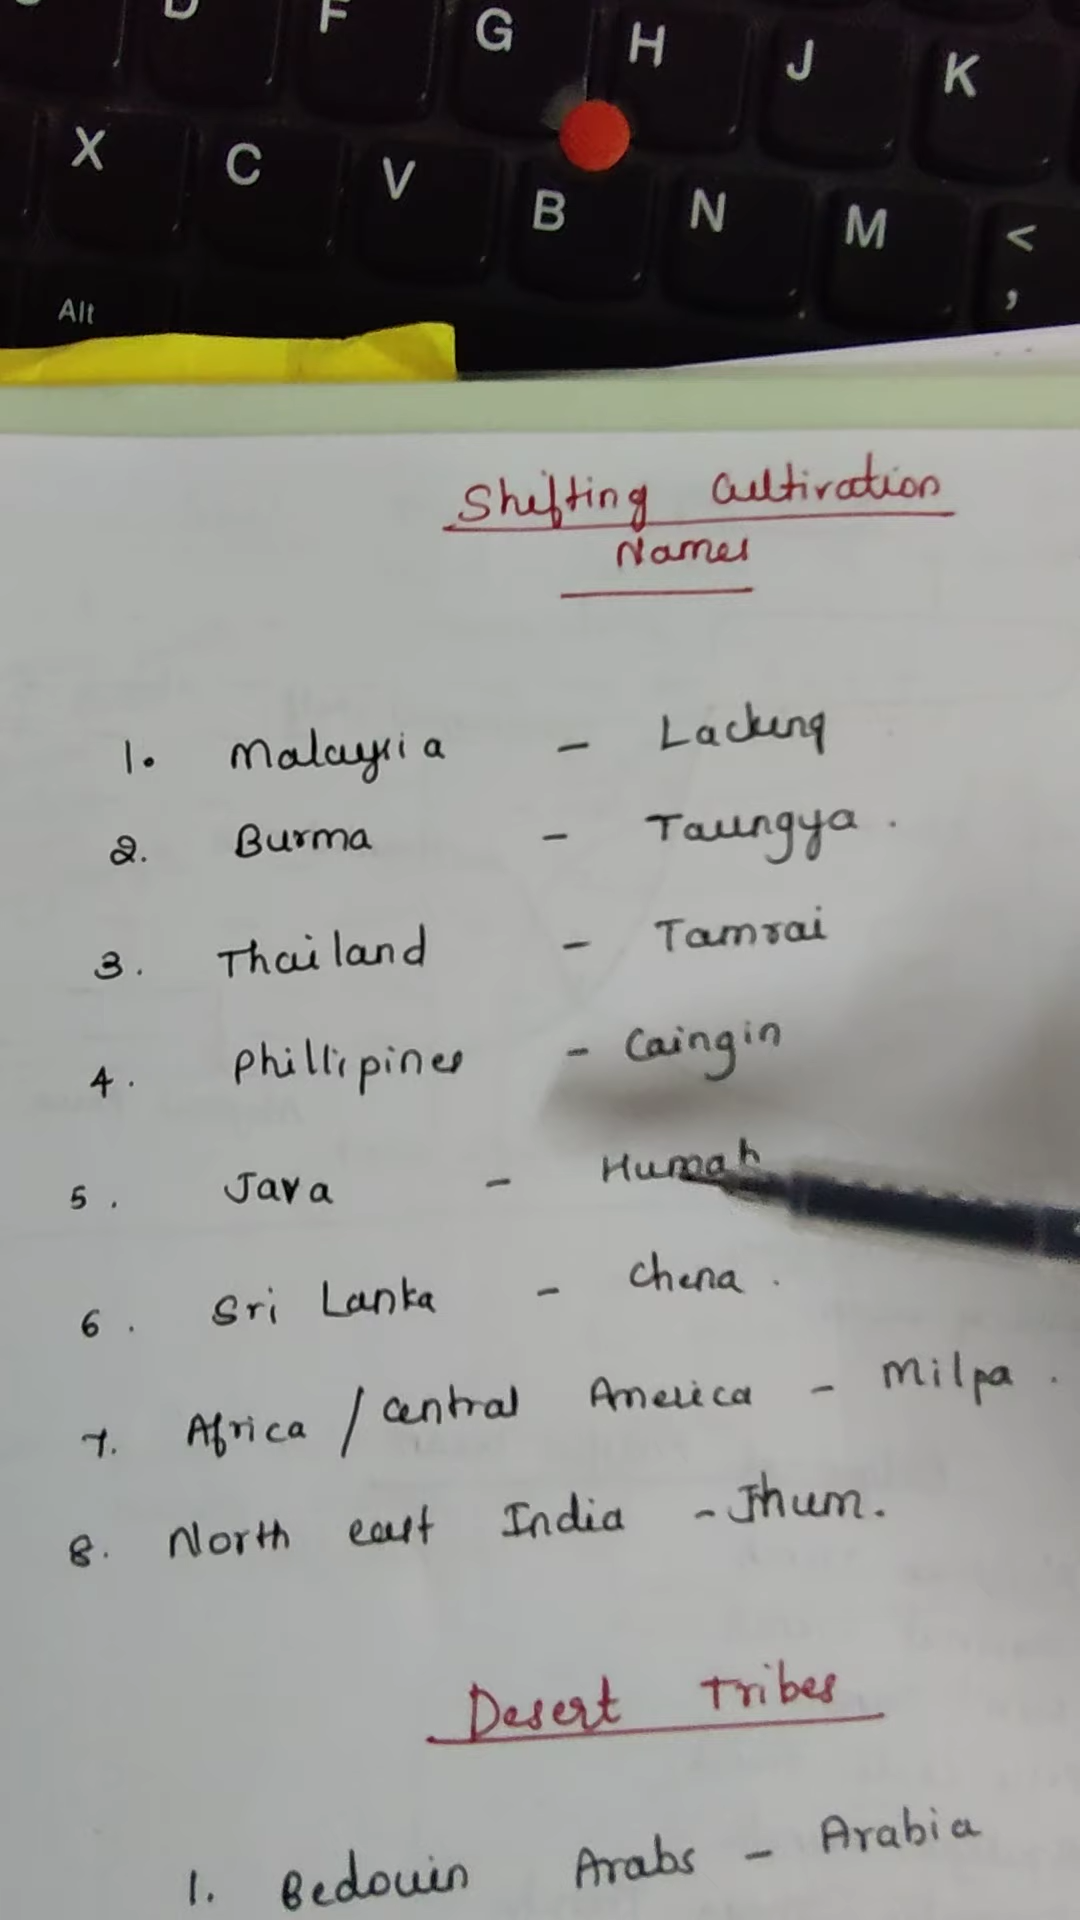 D F G H J K
X C V B N M <
,
Alt
Shifting Cultivation
Names
1. Malaysia - Lacking
2. Burma - Taungya.
3. Thailand - Tamrai
4. Phillipines - Caingin
5. Java - Humah
6. Sri Lanka - Chena.
7. Africa / Central America - Milpa.
8. North east India - Jhum.
Desert Tribes
1. Bedouin Arabs - Arabia